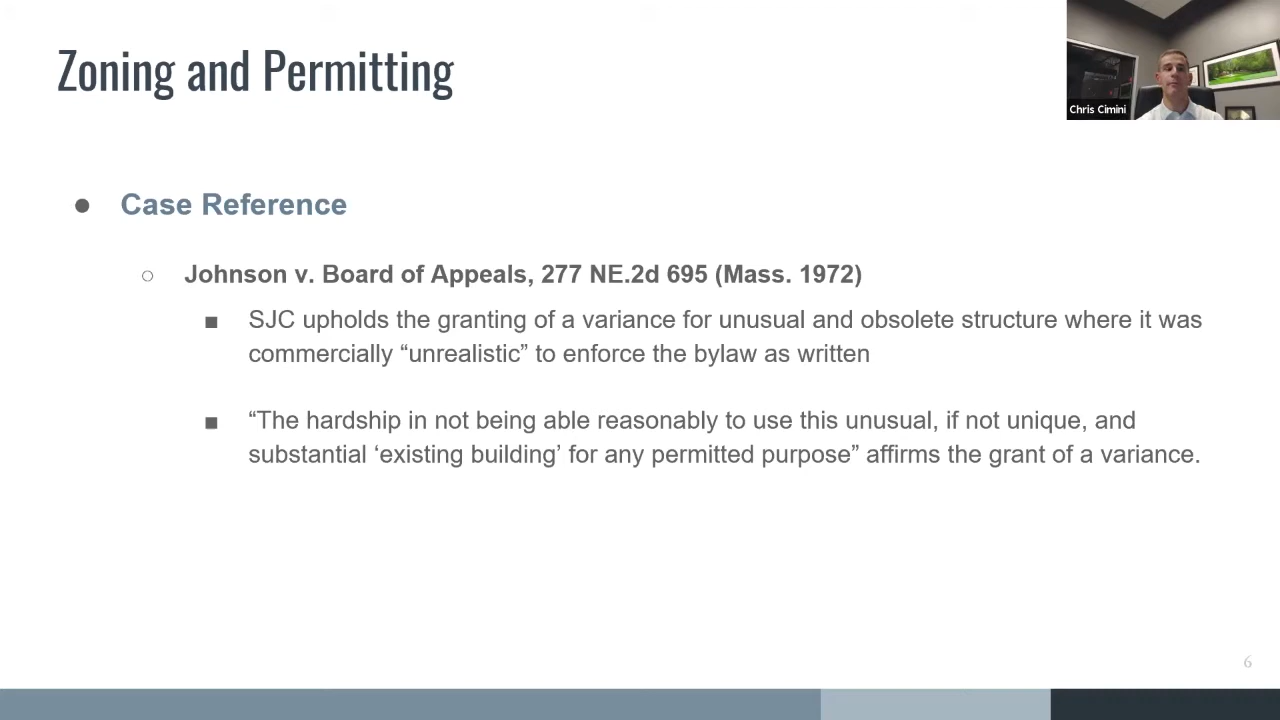 Zoning and Permitting
Chris Cimini
Case Reference
Johnson v. Board of Appeals, 277 NE.2d 695 (Mass. 1972)
SJC upholds the granting of a variance for unusual and obsolete structure where it was
commercially “unrealistic” to enforce the bylaw as written
“The hardship in not being able reasonably to use this unusual, if not unique, and
substantial ‘existing building’ for any permitted purpose” affirms the grant of a variance.
6